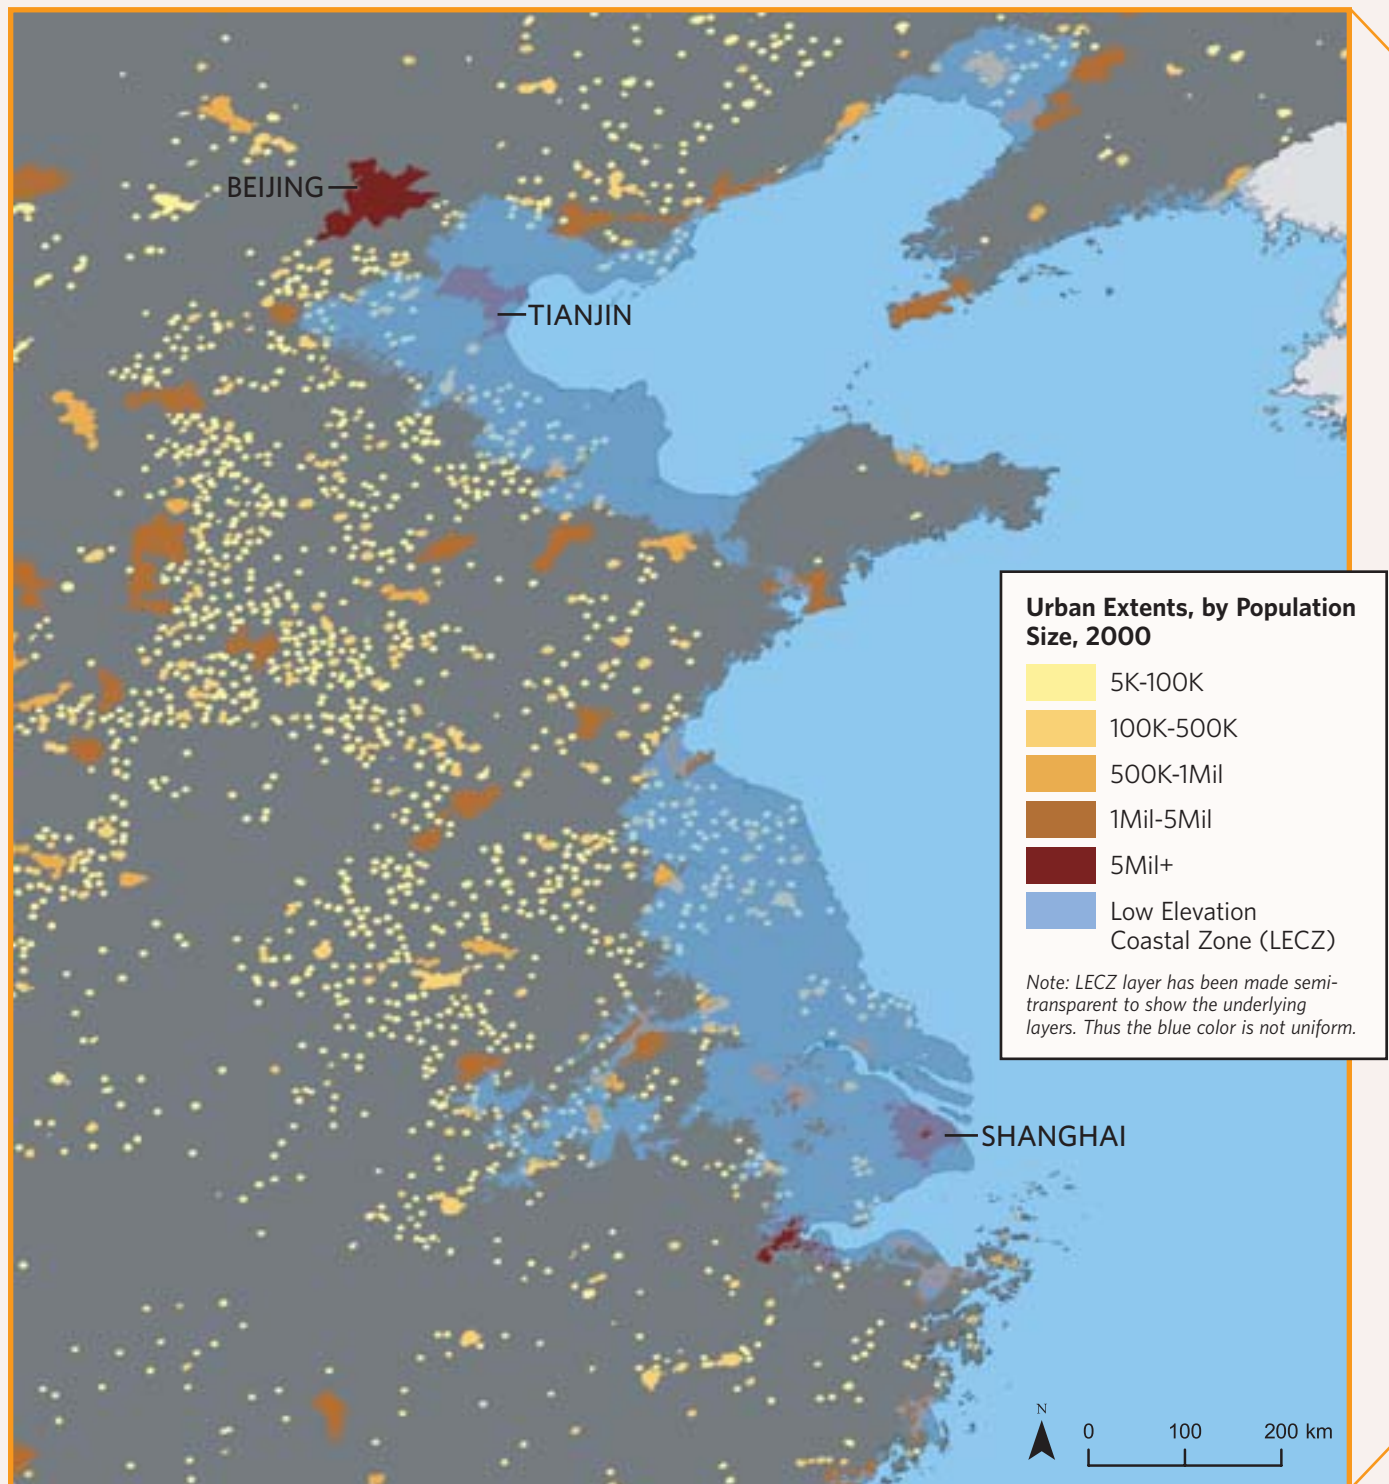 BEIJING
TIANJIN
Urban Extents, by Population
Size, 2000
5K-100K
100K-500K
500K-1Mil
1Mil-5Mil
5Mil+
Low Elevation
Coastal Zone (LECZ)
Note: LECZ layer has been made semi-
transparent to show the underlying
layers. Thus the blue color is not uniform.
SHANGHAI
N
0 100 200 km